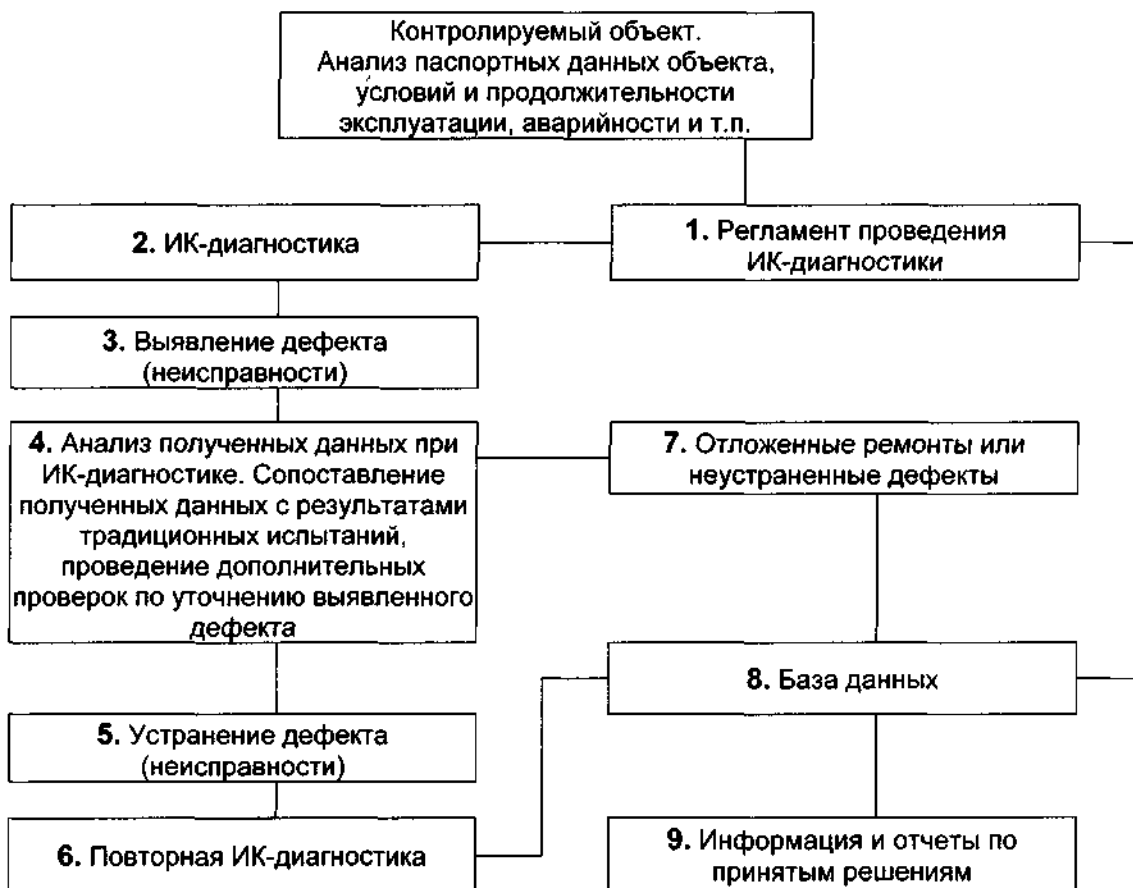 Контролируемый объект.
Анализ паспортных данных объекта,
условий и продолжительности
эксплуатации, аварийности и т.п.
2. ИК-диагностика
1. Регламент проведения
ИК-диагностики
3. Выявление дефекта
(неисправности)
4. Анализ полученных данных при
ИК-диагностике. Сопоставление
полученных данных с результатами
традиционных испытаний,
проведение дополнительных
проверок по уточнению выявленного
дефекта
7. Отложенные ремонты или
неустраненные дефекты
8. База данных
5. Устранение дефекта
(неисправности)
6. Повторная ИК-диагностика
9. Информация и отчеты по
принятым решениям